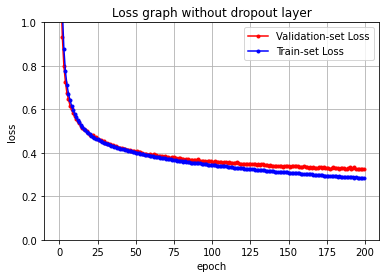 Loss graph without dropout layer
Validation-set Loss
Train-set Loss
loss
1.0
0.8
0.6
0.4
0.2
0.0
0 25 50 75 100 125 150 175 200
epoch